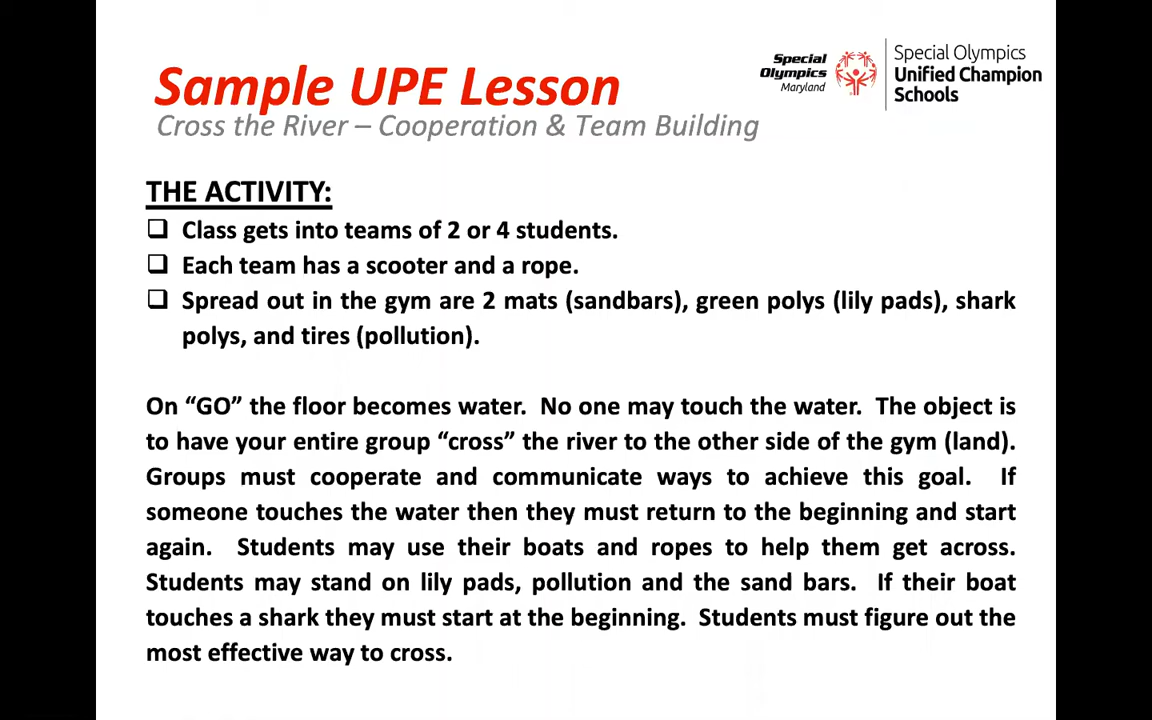 Sample UPE Lesson
Cross the River – Cooperation & Team Building
Special
Olympics
Maryland
Special Olympics
Unified Champion
Schools
THE ACTIVITY:
❑ Class gets into teams of 2 or 4 students.
❑ Each team has a scooter and a rope.
❑ Spread out in the gym are 2 mats (sandbars), green polys (lily pads), shark
polys, and tires (pollution).
On “GO” the floor becomes water.  No one may touch the water.  The object is
to have your entire group “cross” the river to the other side of the gym (land).
Groups must cooperate and communicate ways to achieve this goal.  If
someone touches the water then they must return to the beginning and start
again.  Students may use their boats and ropes to help them get across.
Students may stand on lily pads, pollution and the sand bars.  If their boat
touches a shark they must start at the beginning.  Students must figure out the
most effective way to cross.